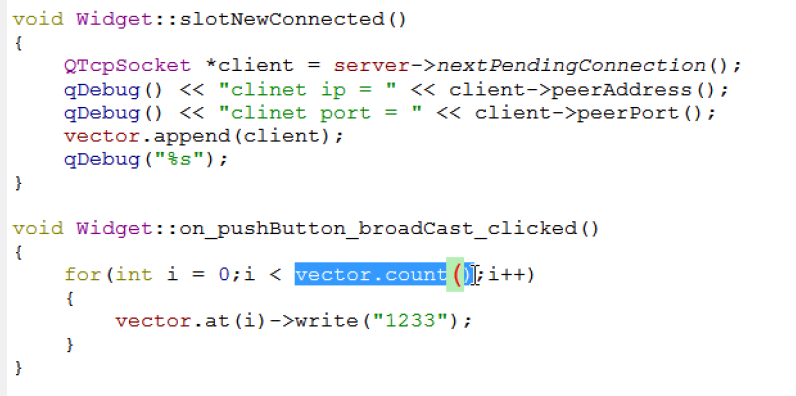 void Widget::slotNewConnected()
{
    QTcpSocket *client = server->nextPendingConnection();
    qDebug() << "clinet ip = " << client->peerAddress();
    qDebug() << "clinet port = " << client->peerPort();
    vector.append(client);
    qDebug("%s");
}
void Widget::on_pushButton_broadCast_clicked()
{
    for(int i = 0;i < vector.count();i++)
    {
        vector.at(i)->write("1233");
    }
}